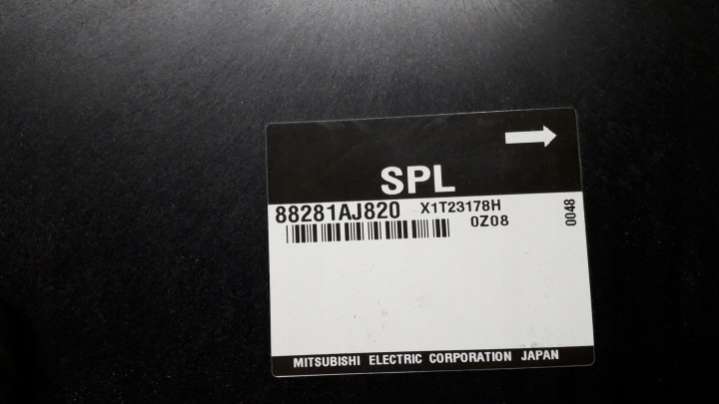 SPL
88281AJ820 X1T23178H
0Z08
0048
MITSUBISHI ELECTRIC CORPORATION JAPAN